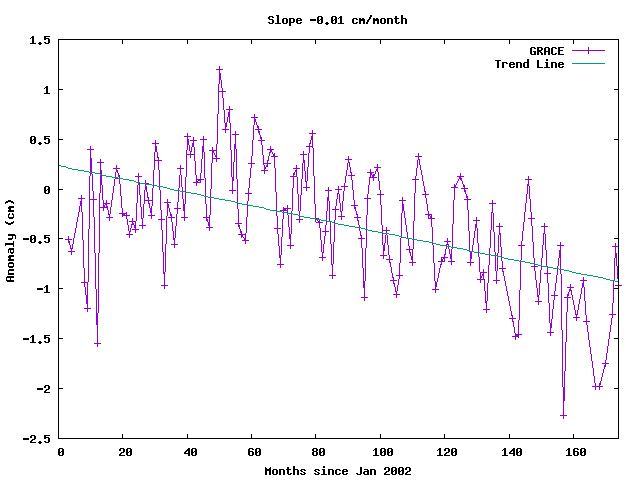 Slope -0.01 cm/month
GRACE
Trend Line
1.5
1
0.5
0
-0.5
-1
-1.5
-2
-2.5
Anomaly (cm)
0 20 40 60 80 100 120 140 160
Months since Jan 2002